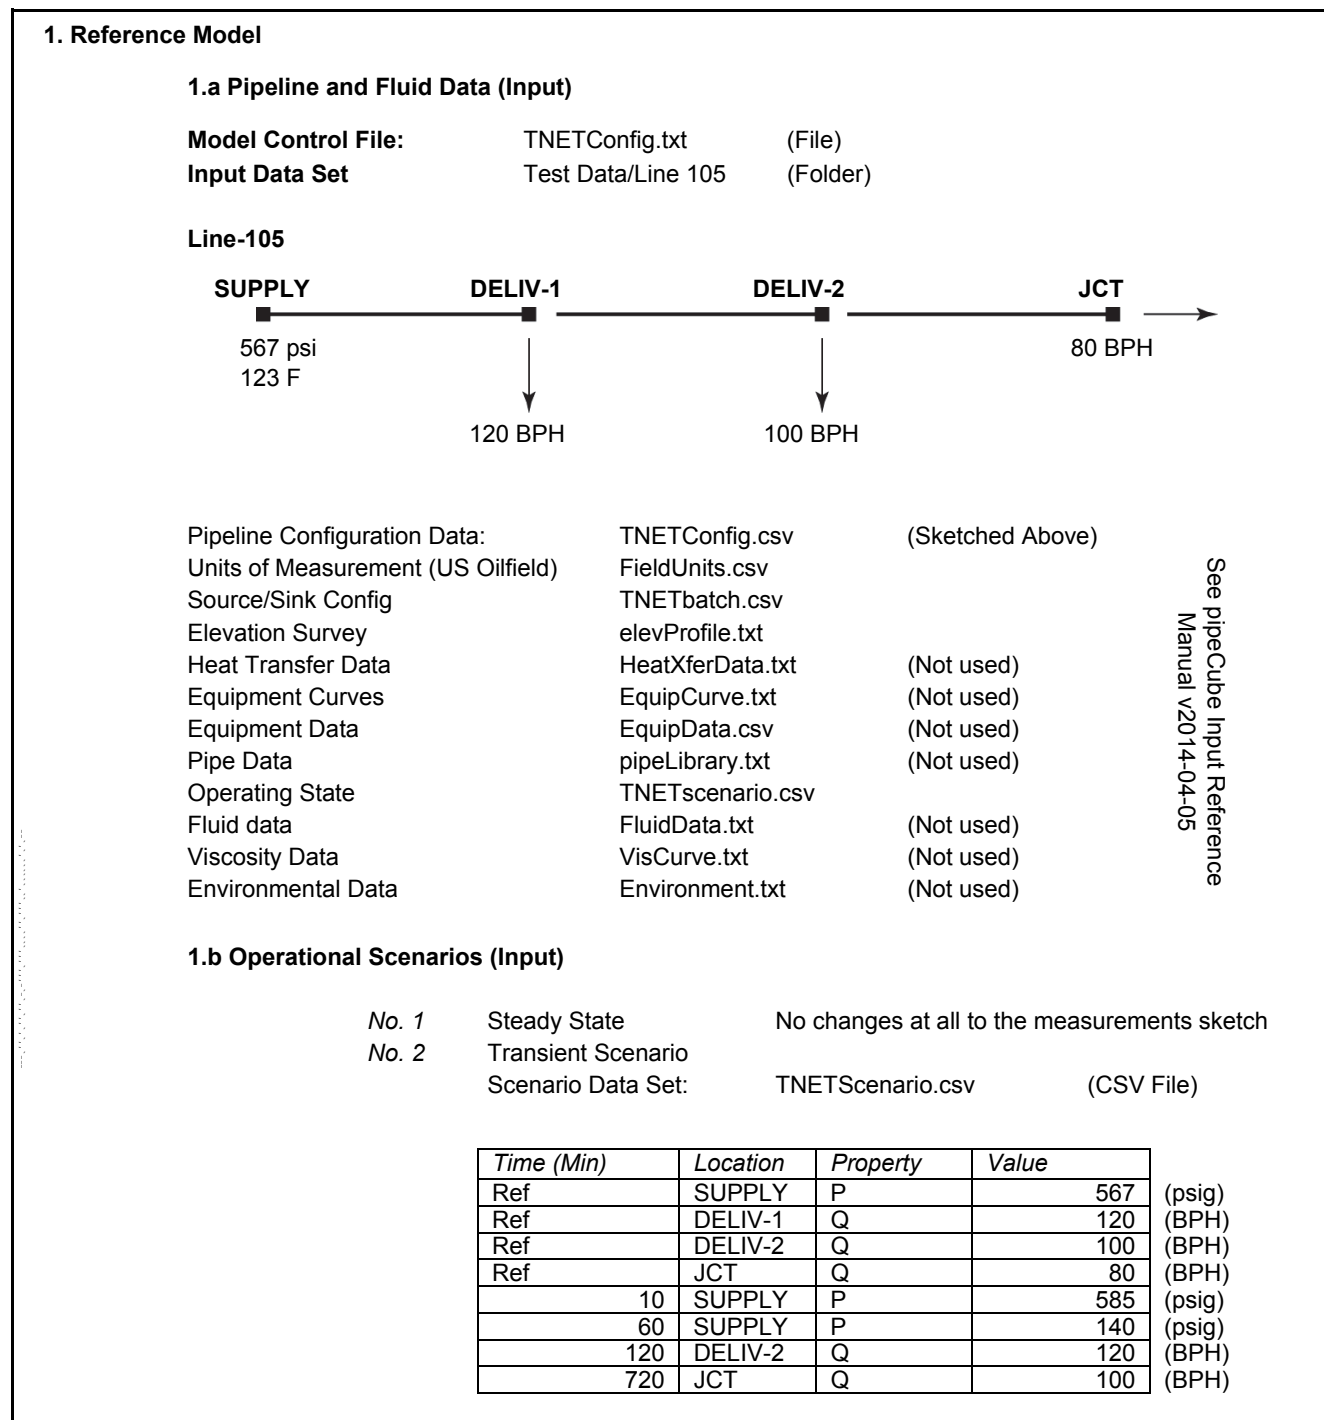 1. Reference Model
1.a Pipeline and Fluid Data (Input)
Model Control File: TNETConfig.txt (File)
Input Data Set Test Data/Line 105 (Folder)
Line-105
SUPPLY DELIV-1 DELIV-2 JCT
567 psi 80 BPH
123 F
120 BPH 100 BPH
Pipeline Configuration Data: TNETConfig.csv (Sketched Above)
Units of Measurement (US Oilfield) FieldUnits.csv
Source/Sink Config TNETbatch.csv
Elevation Survey elevProfile.txt
Heat Transfer Data HeatXferData.txt (Not used)
Equipment Curves EquipCurve.txt (Not used)
Equipment Data EquipData.csv (Not used)
Pipe Data pipeLibrary.txt (Not used)
Operating State TNETscenario.csv
Fluid data FluidData.txt (Not used)
Viscosity Data VisCurve.txt (Not used)
Environmental Data Environment.txt (Not used)
See pipeCube Input Reference
Manual v2014-04-05
1.b Operational Scenarios (Input)
No. 1 Steady State No changes at all to the measurements sketch
No. 2 Transient Scenario
Scenario Data Set: TNETScenario.csv (CSV File)
Time (Min) Location Property Value
Ref SUPPLY P 567 (psig)
Ref DELIV-1 Q 120 (BPH)
Ref DELIV-2 Q 100 (BPH)
Ref JCT Q 80 (BPH)
10 SUPPLY P 585 (psig)
60 SUPPLY P 140 (psig)
120 DELIV-2 Q 120 (BPH)
720 JCT Q 100 (BPH)